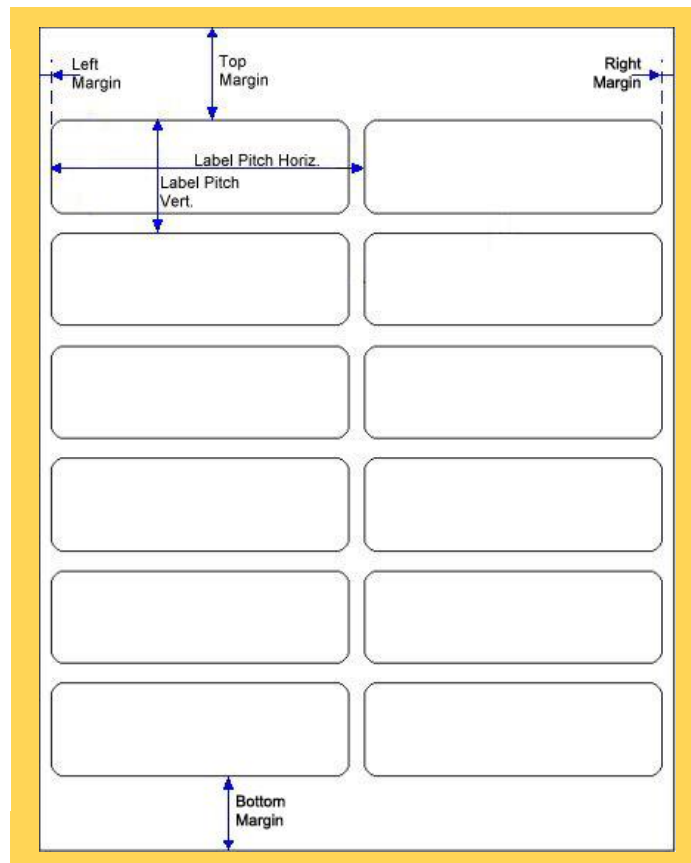 Left
Margin
Top
Margin
Right
Margin
Label Pitch Horiz.
Label Pitch
Vert.
Bottom
Margin